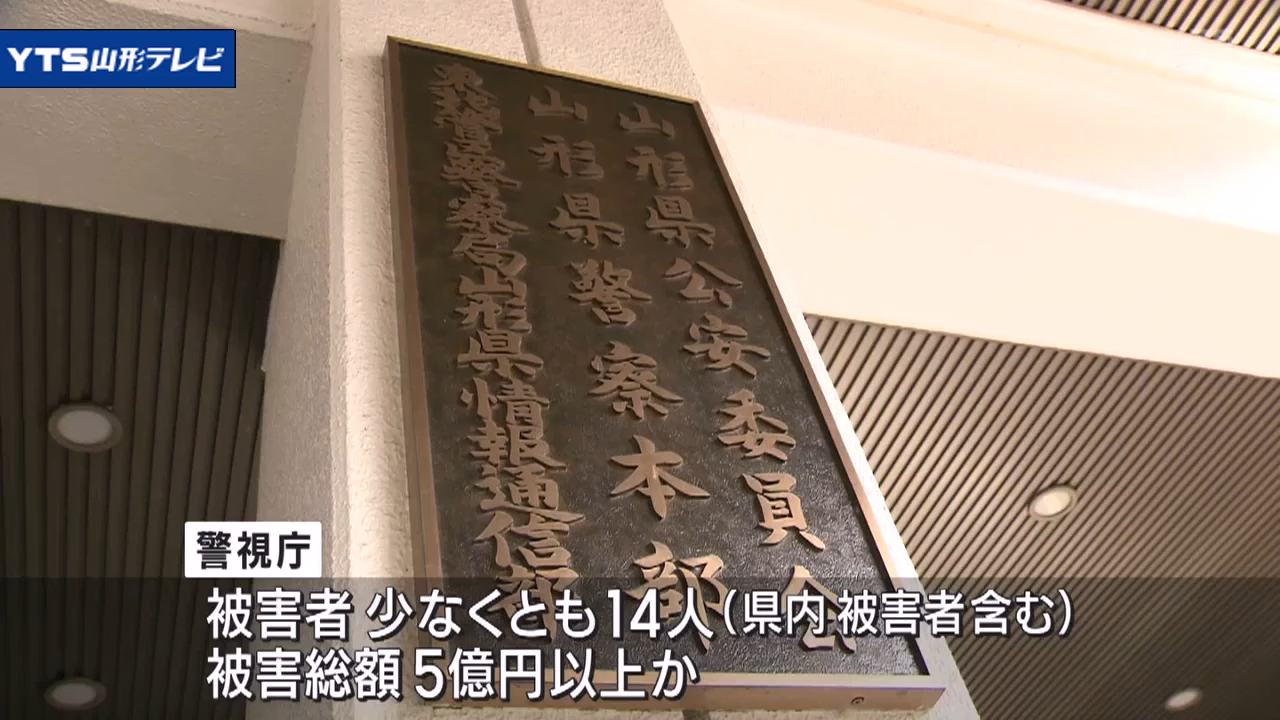 YTS山形テレビ
山形県公安委員会
山形県警察本部
東北管区警察局山形県情報通信部
警視庁
被害者 少なくとも14人(県内被害者含む)
被害総額 5億円以上か